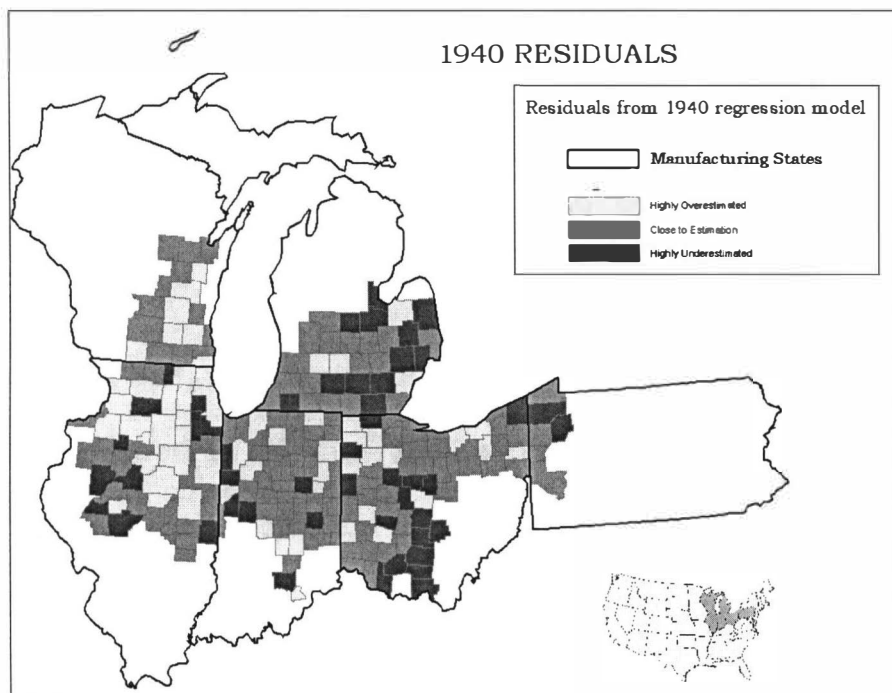 1940 RESIDUALS
Residuals from 1940 regression model
Manufacturing States
Highly Overestimated
Close to Estimation
Highly Underestimated